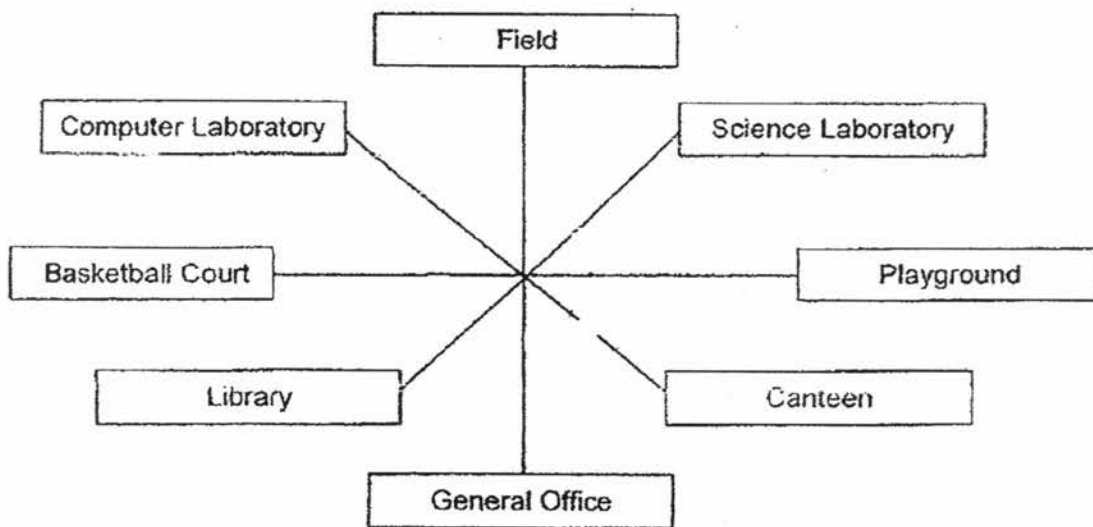 Field
Computer Laboratory
Science Laboratory
Basketball Court
Playground
Library
Canteen
General Office